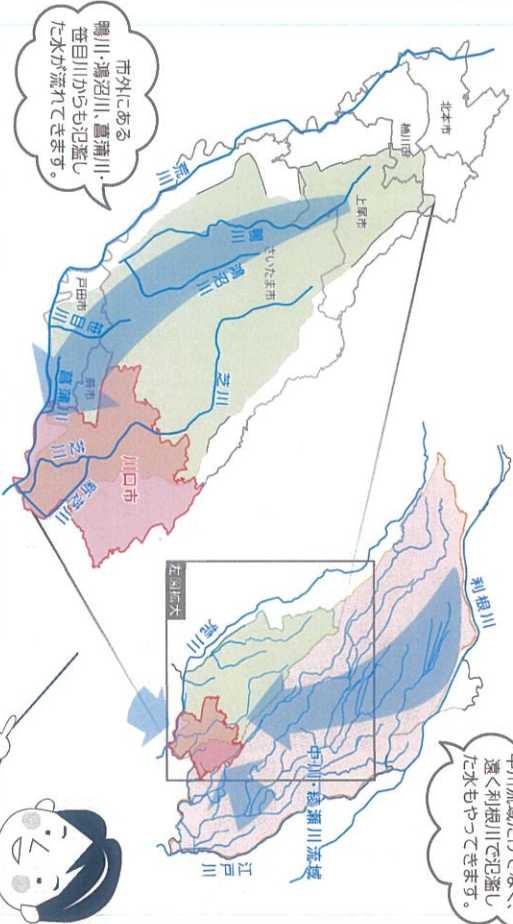 市外にある
鴨川・鴻沼川、菖蒲川・
笹目川からも氾濫し
た水が流れてきます。
北本市
桶川市
上尾市
さいたま市
荒川
鴨川
鴻沼川
芝川
戸田市
笹目川
蕨市
菖蒲川
芝川
新芝川
川口市
利根川
荒川
左図拡大
中川・綾瀬川流域
江戸川
遠く利根川で氾濫し
た水もやってきます。